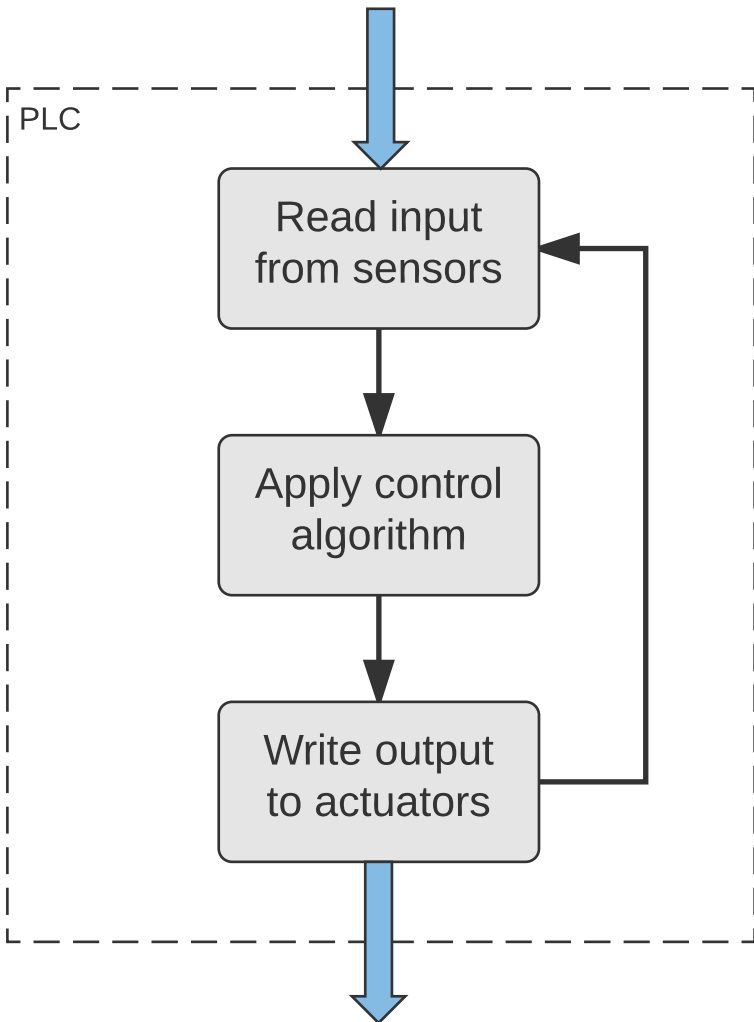 PLC
Read input
from sensors
Apply control
algorithm
Write output
to actuators